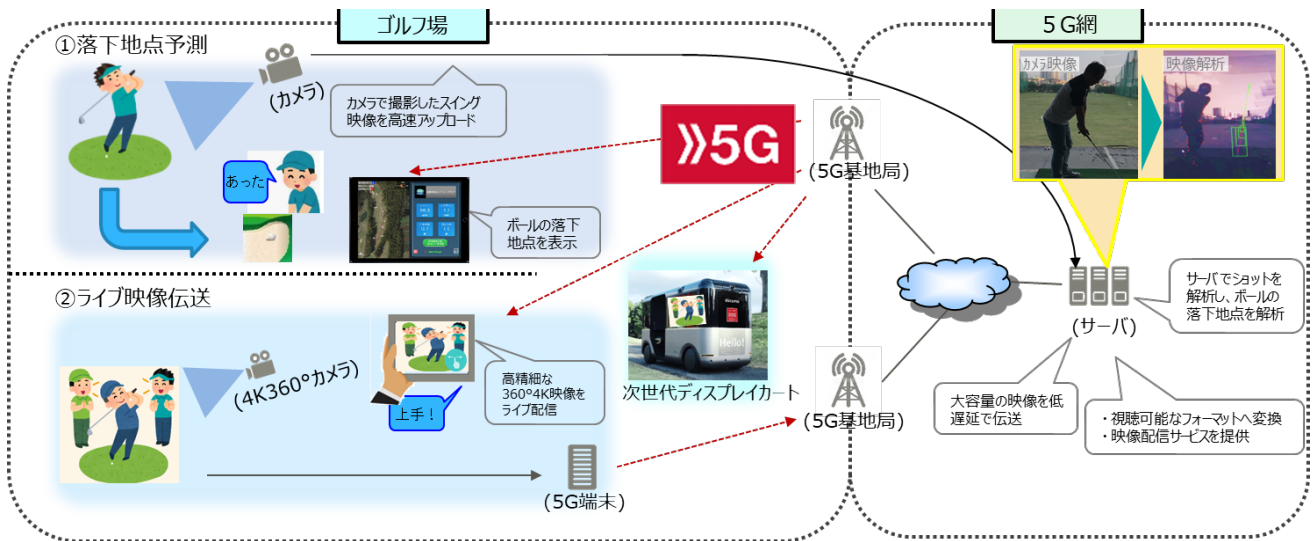 ゴルフ場
5G網
①落下地点予測
(カメラ)
カメラで撮影したスイング
映像を高速アップロード
あった
ボールの落下
地点を表示
5G
(5G基地局)
カメラ映像
映像解析
サーバでショットを
解析し、ボールの
落下地点を解析
(サーバ)
②ライブ映像伝送
(4K360°カメラ)
上手！
高精細な
360°4K映像を
ライブ配信
docomo
Hello!
次世代ディスプレイカート
(5G基地局)
(5G端末)
大容量の映像を低
遅延で伝送
・視聴可能なフォーマットへ変換
・映像配信サービスを提供